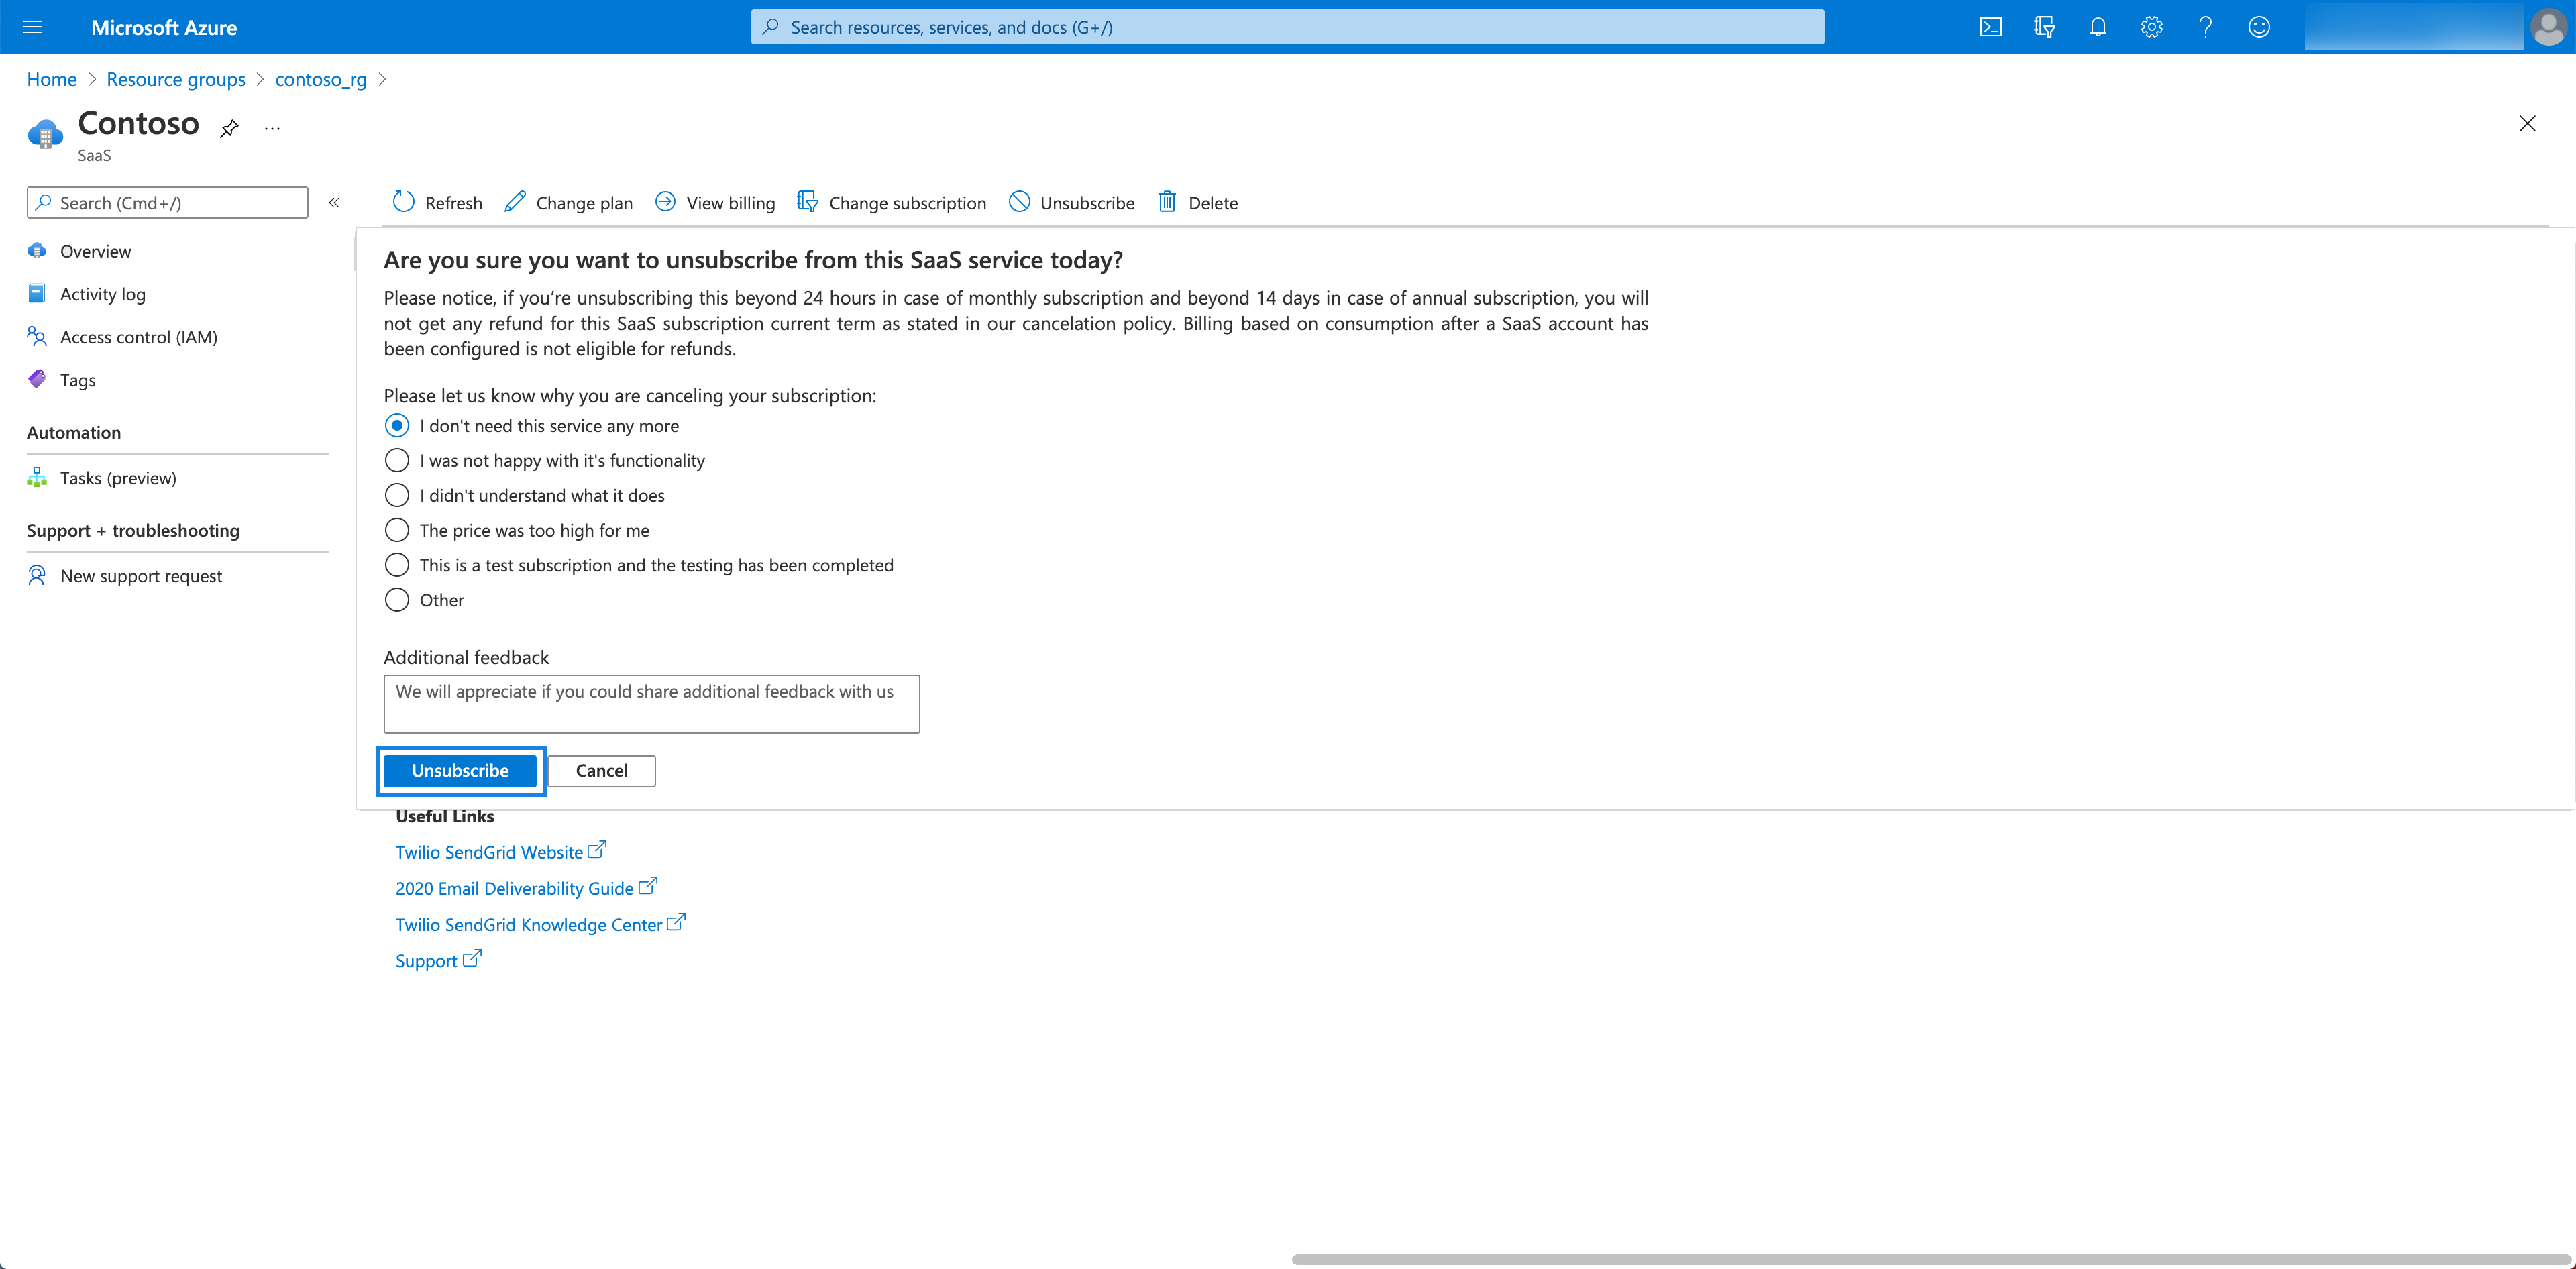 Microsoft Azure
Search resources, services, and docs (G+/)
Home > Resource groups > contoso_rg >
Contoso
SaaS
Search (Cmd+/)
Refresh
Change plan
View billing
Change subscription
Unsubscribe
Delete
Overview
Activity log
Access control (IAM)
Tags
Automation
Tasks (preview)
Support + troubleshooting
New support request
Are you sure you want to unsubscribe from this SaaS service today?
Please notice, if you’re unsubscribing this beyond 24 hours in case of monthly subscription and beyond 14 days in case of annual subscription, you will
not get any refund for this SaaS subscription current term as stated in our cancelation policy. Billing based on consumption after a SaaS account has
been configured is not eligible for refunds.
Please let us know why you are canceling your subscription:
I don't need this service any more
I was not happy with it's functionality
I didn't understand what it does
The price was too high for me
This is a test subscription and the testing has been completed
Other
Additional feedback
We will appreciate if you could share additional feedback with us
Unsubscribe
Cancel
Useful Links
Twilio SendGrid Website
2020 Email Deliverability Guide
Twilio SendGrid Knowledge Center
Support